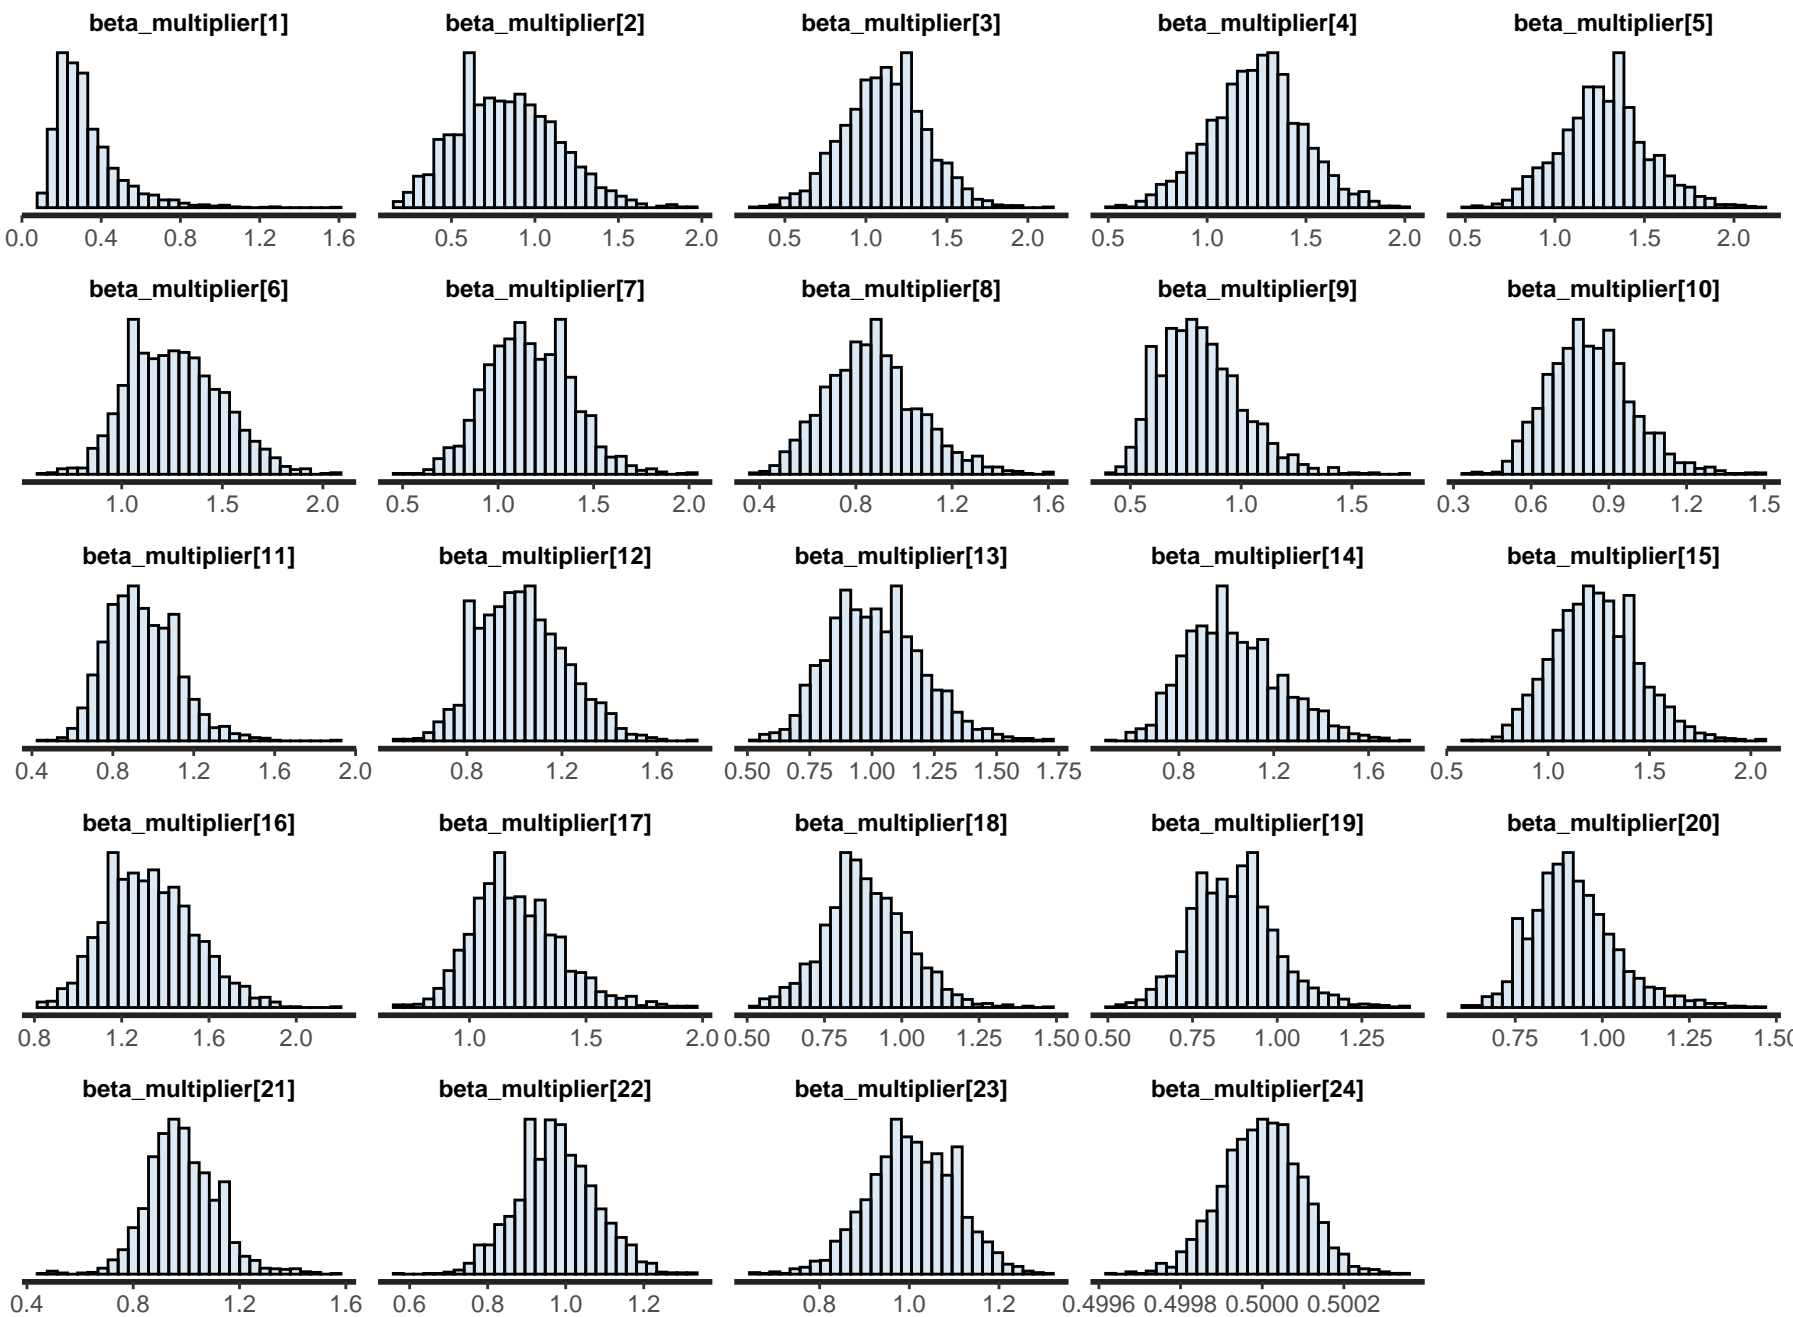 beta_multiplier[1] beta_multiplier[2] beta_multiplier[3] beta_multiplier[4] beta_multiplier[5]
0.0 0.4 0.8 1.2 1.6 0.5 1.0 1.5 2.0 0.5 1.0 1.5 2.0 0.5 1.0 1.5 2.0 0.5 1.0 1.5 2.0
beta_multiplier[6] beta_multiplier[7] beta_multiplier[8] beta_multiplier[9] beta_multiplier[10]
1.0 1.5 2.0 0.5 1.0 1.5 2.0 0.4 0.8 1.2 1.6 0.5 1.0 1.5 0.3 0.6 0.9 1.2 1.5
beta_multiplier[11] beta_multiplier[12] beta_multiplier[13] beta_multiplier[14] beta_multiplier[15]
0.4 0.8 1.2 1.6 2.0 0.8 1.2 1.6 0.50 0.75 1.00 1.25 1.50 1.75 0.8 1.2 1.6 0.5 1.0 1.5 2.0
beta_multiplier[16] beta_multiplier[17] beta_multiplier[18] beta_multiplier[19] beta_multiplier[20]
0.8 1.2 1.6 2.0 1.0 1.5 2.0 0.50 0.75 1.00 1.25 1.50 0.50 0.75 1.00 1.25 0.75 1.00 1.25 1.50
beta_multiplier[21] beta_multiplier[22] beta_multiplier[23] beta_multiplier[24]
0.4 0.8 1.2 1.6 0.6 0.8 1.0 1.2 0.8 1.0 1.2 0.4996 0.4998 0.5000 0.5002